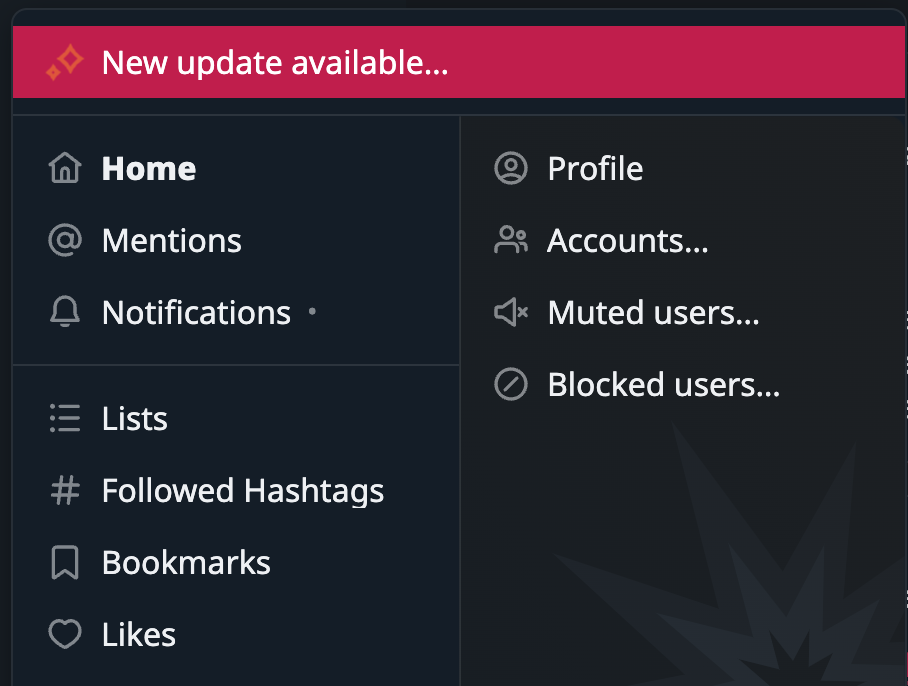 New update available...
Home
Mentions
Notifications •
Lists
Followed Hashtags
Bookmarks
Likes
Profile
Accounts...
Muted users...
Blocked users...